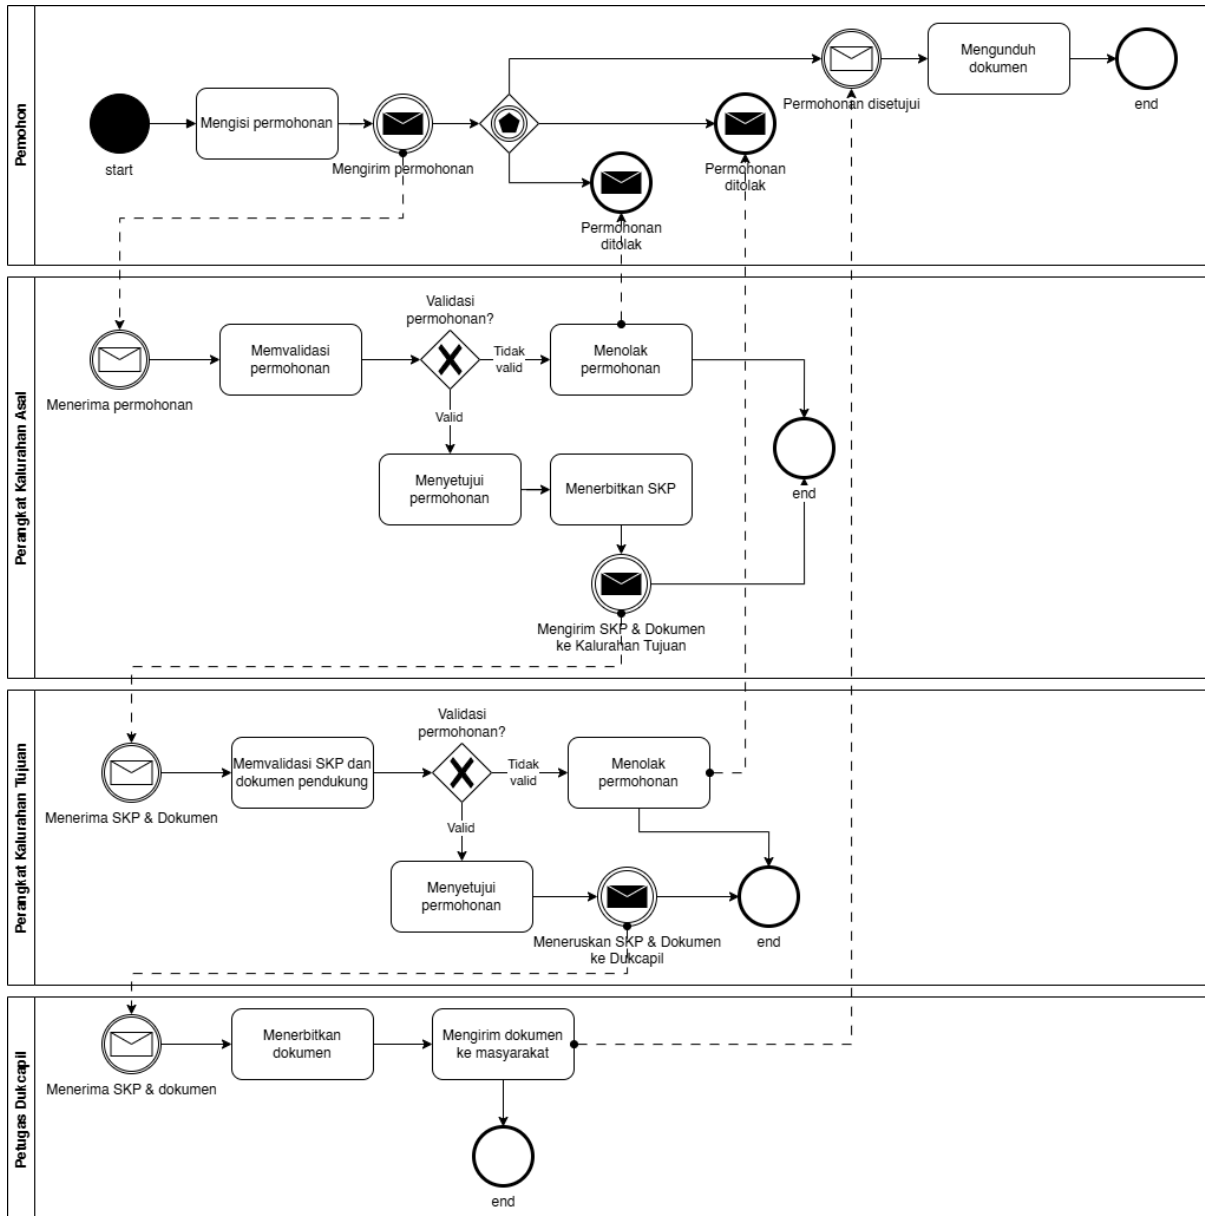 Pemohon
start
Mengisi permohonan
Mengirim permohonan
Permohonan
ditolak
Permohonan
ditolak
Permohonan disetujui
Mengunduh
dokumen
end
Perangkat Kalurahan Asal
Menerima permohonan
Memvalidasi
permohonan
Validasi
permohonan?
Tidak
valid
Menolak
permohonan
Valid
Menyetujui
permohonan
Menerbitkan SKP
end
Mengirim SKP & Dokumen
ke Kalurahan Tujuan
Perangkat Kalurahan Tujuan
Menerima SKP & Dokumen
Memvalidasi SKP dan
dokumen pendukung
Validasi
permohonan?
Tidak
valid
Menolak
permohonan
Valid
Menyetujui
permohonan
Meneruskan SKP & Dokumen
ke Dukcapil
end
Petugas Dukcapil
Menerima SKP & dokumen
Menerbitkan
dokumen
Mengirim dokumen
ke masyarakat
end